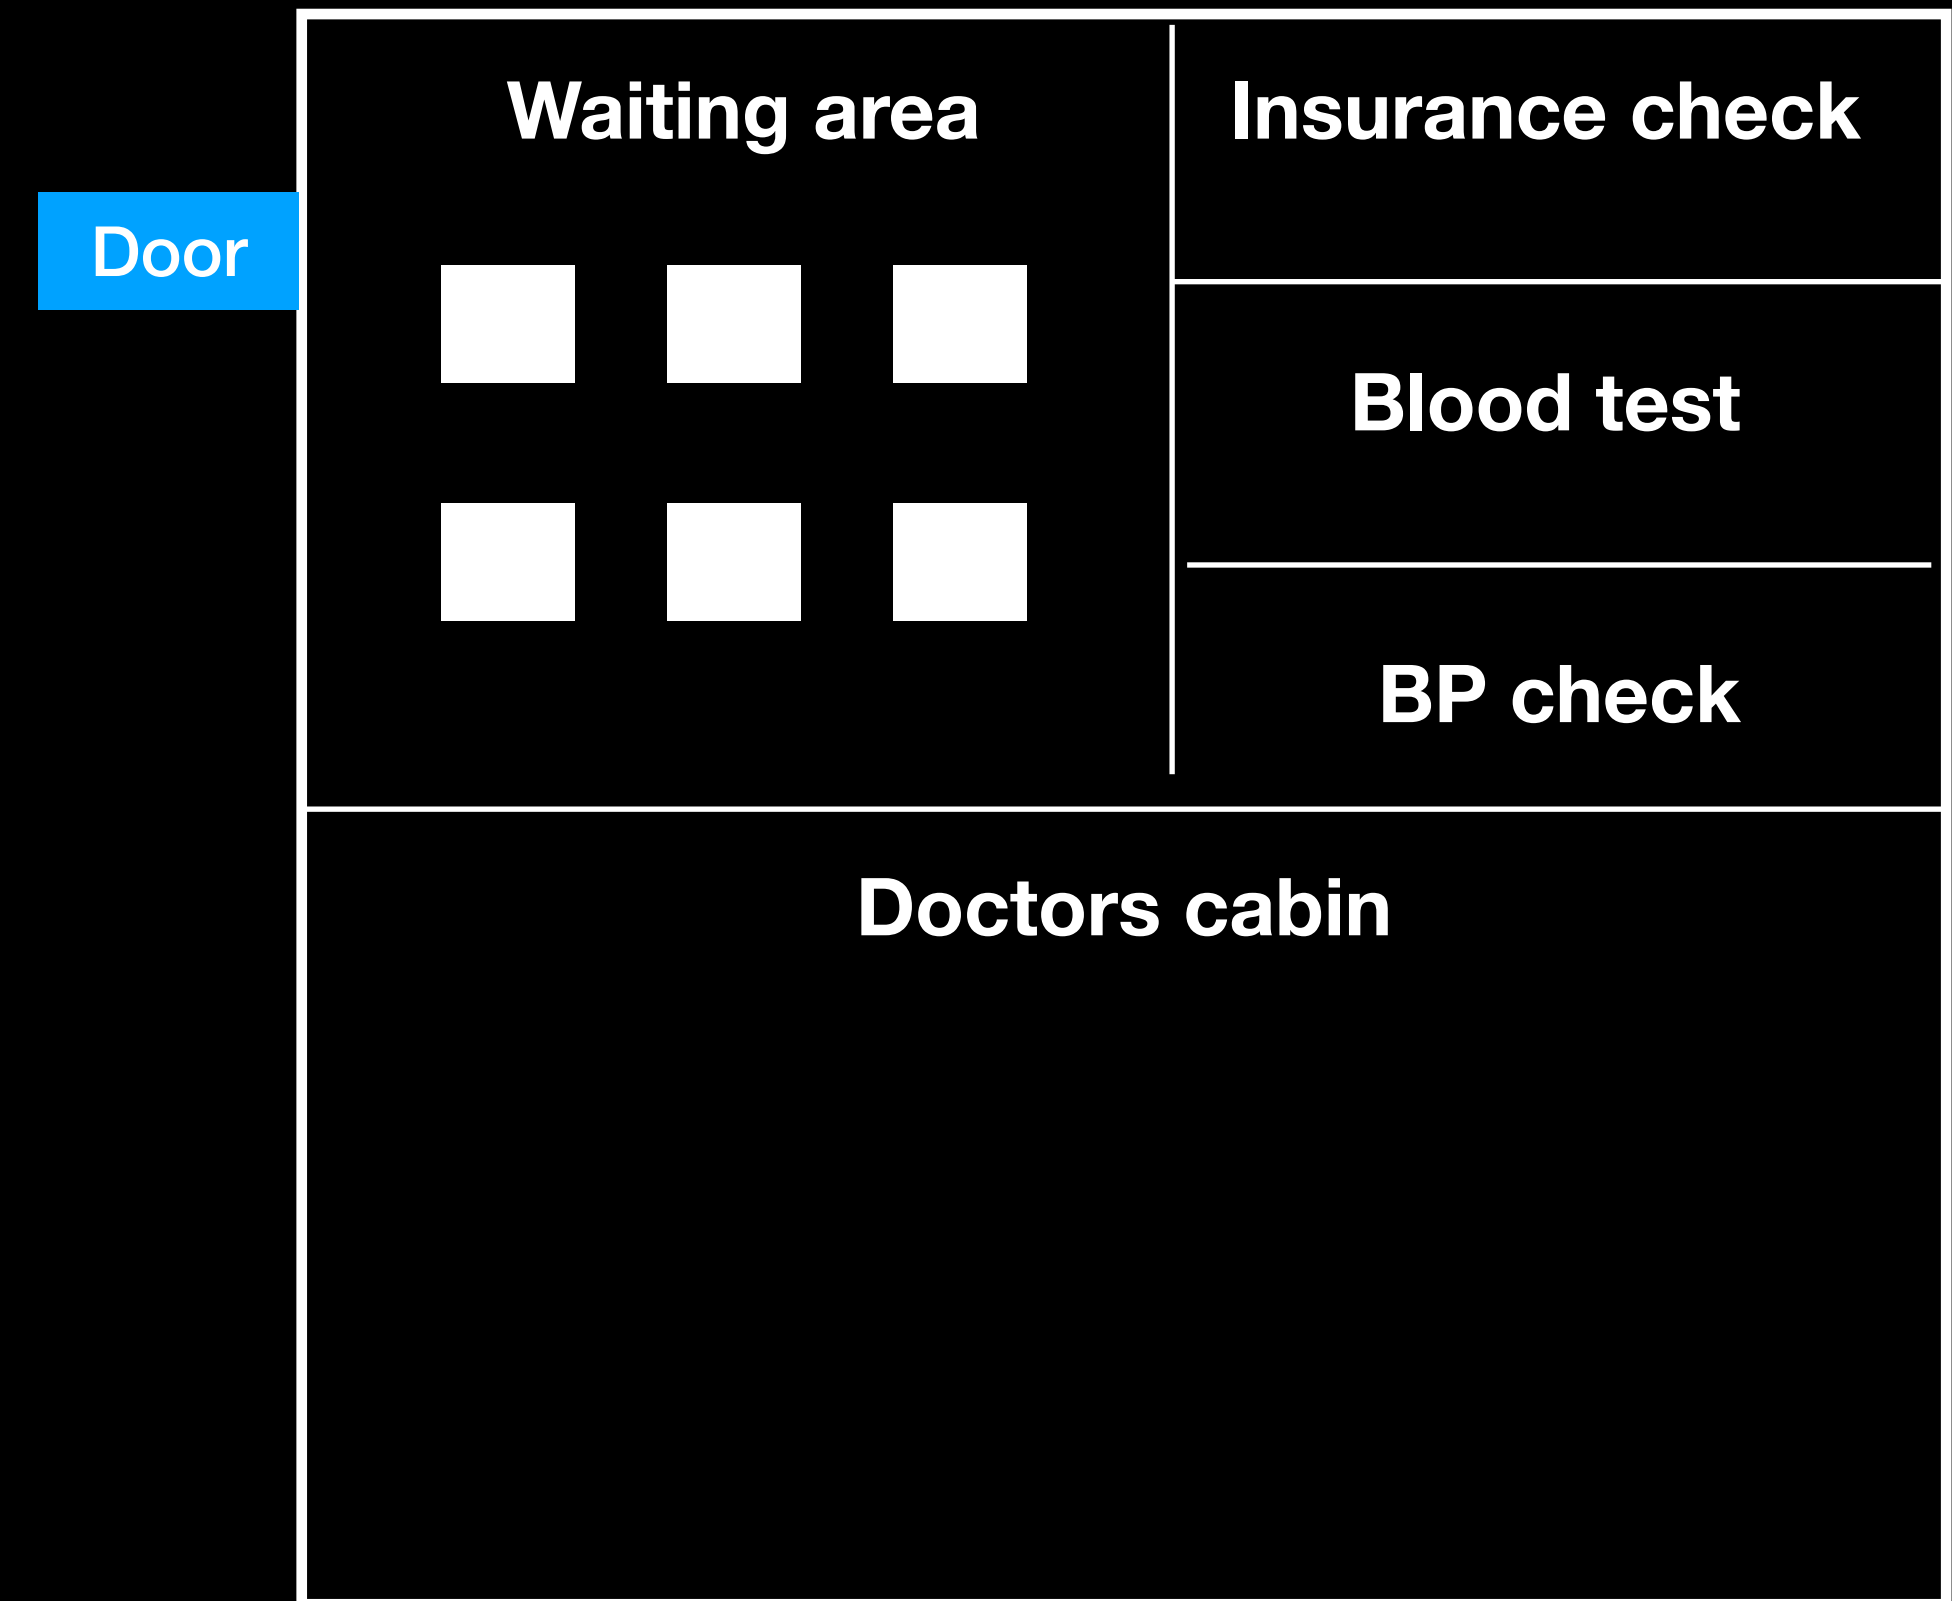 Waiting area
Insurance check
Door
Blood test
BP check
Doctors cabin